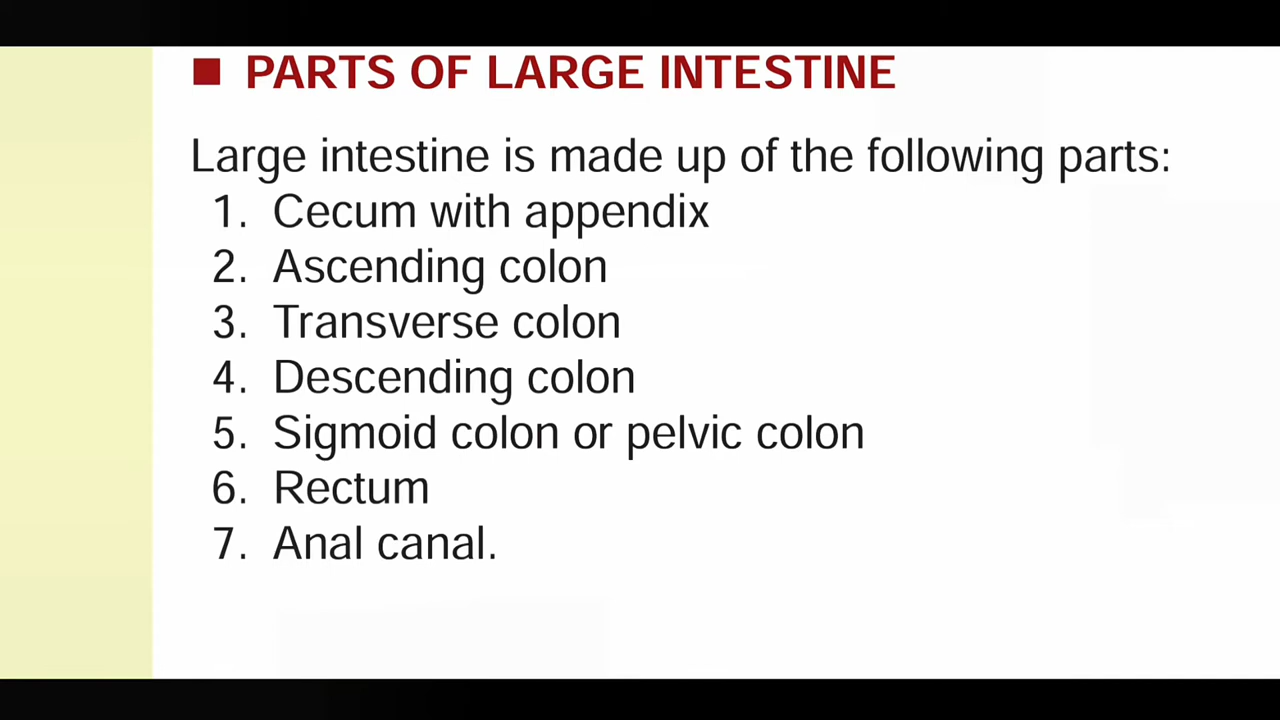 ■ PARTS OF LARGE INTESTINE
Large intestine is made up of the following parts:
1. Cecum with appendix
2. Ascending colon
3. Transverse colon
4. Descending colon
5. Sigmoid colon or pelvic colon
6. Rectum
7. Anal canal.